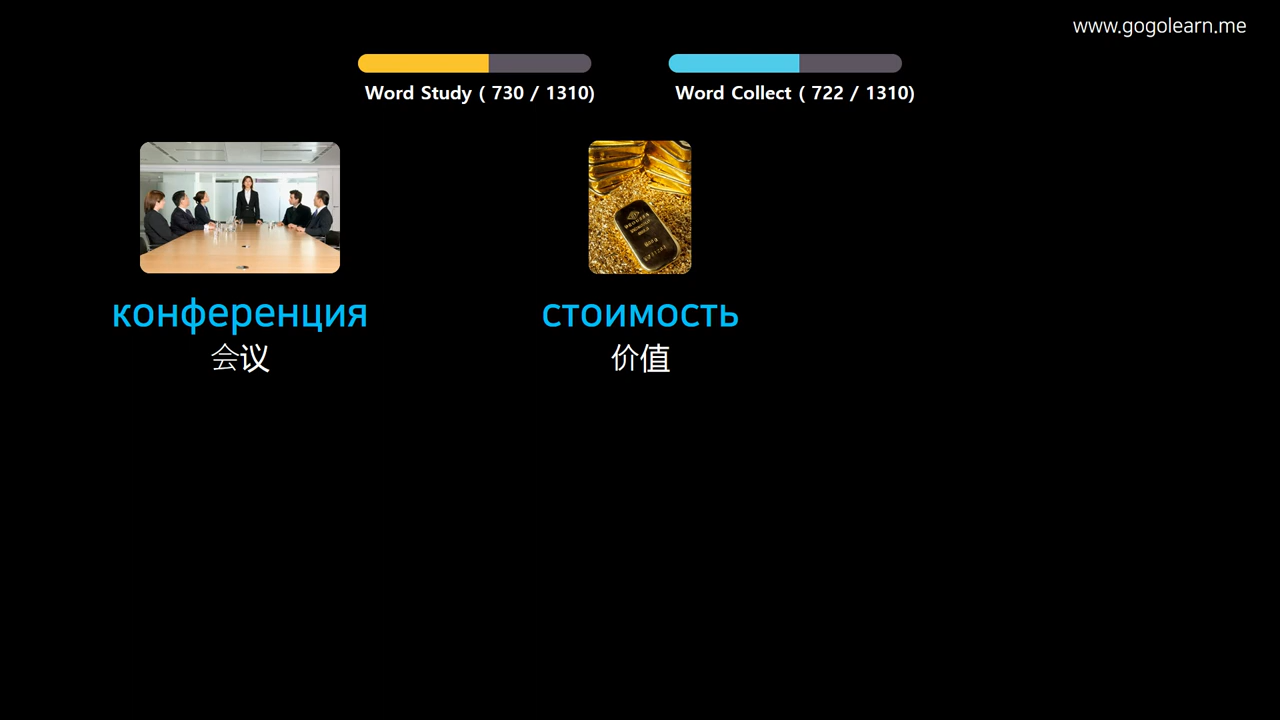 www.gogolearn.me
Word Study ( 730 / 1310)
Word Collect ( 722 / 1310)
конференция
стоимость
会议
价值